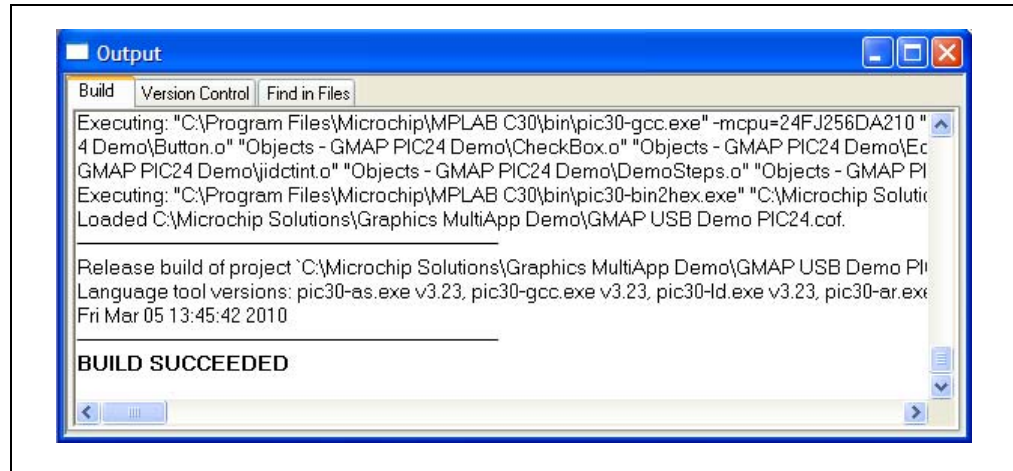 Output
Build Version Control Find in Files
Executing: "C:\Program Files\Microchip\MPLAB C30\bin\pic30-gcc.exe" -mcpu=24FJ256DA210 "
4 Demo\Button.o" "Objects - GMAP PIC24 Demo\CheckBox.o" "Objects - GMAP PIC24 Demo\Ec
GMAP PIC24 Demo\jidctint.o" "Objects - GMAP PIC24 Demo\DemoSteps.o" "Objects - GMAP PI
Executing: "C:\Program Files\Microchip\MPLAB C30\bin\pic30-bin2hex.exe" "C:\Microchip Soluti
Loaded C:\Microchip Solutions\Graphics MultiApp Demo\GMAP USB Demo PIC24.cof.
Release build of project `C:\Microchip Solutions\Graphics MultiApp Demo\GMAP USB Demo PI
Language tool versions: pic30-as.exe v3.23, pic30-gcc.exe v3.23, pic30-ld.exe v3.23, pic30-ar.exe
Fri Mar 05 13:45:42 2010
BUILD SUCCEEDED